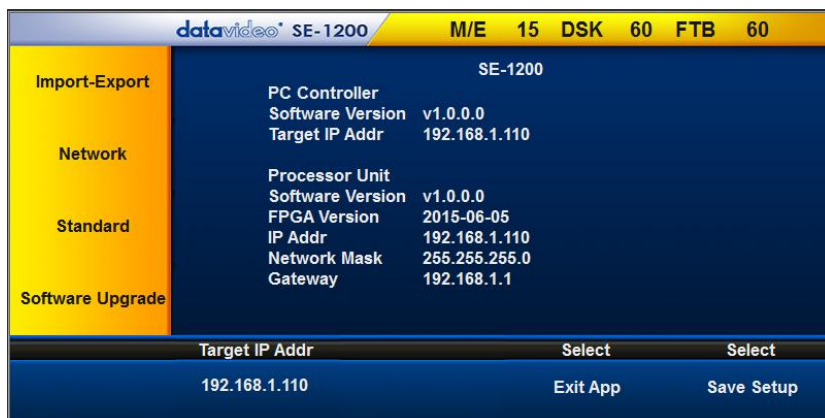 datavideo SE-1200 M/E 15 DSK 60 FTB 60
Import-Export
Network
Standard
Software Upgrade
SE-1200
PC Controller
Software Version v1.0.0.0
Target IP Addr 192.168.1.110
Processor Unit
Software Version v1.0.0.0
FPGA Version 2015-06-05
IP Addr 192.168.1.110
Network Mask 255.255.255.0
Gateway 192.168.1.1
Target IP Addr Select Select
192.168.1.110 Exit App Save Setup